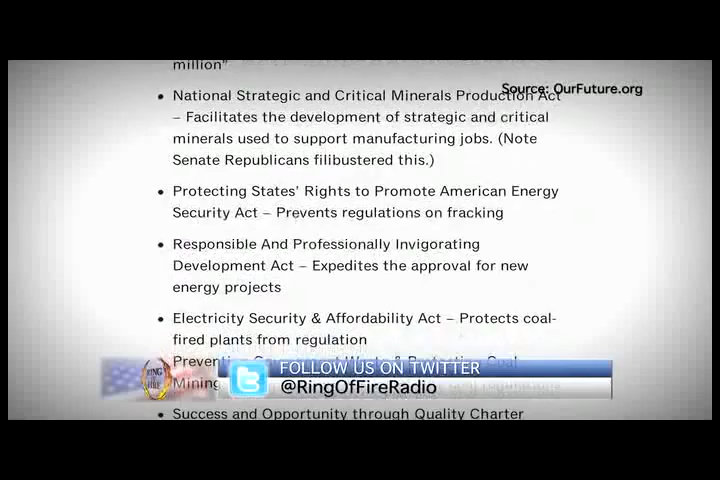 million"
Source: OurFuture.org
• National Strategic and Critical Minerals Production Act
– Facilitates the development of strategic and critical
minerals used to support manufacturing jobs. (Note
Senate Republicans filibustered this.)
• Protecting States' Rights to Promote American Energy
Security Act – Prevents regulations on fracking
• Responsible And Professionally Invigorating
Development Act – Expedites the approval for new
energy projects
• Electricity Security & Affordability Act – Protects coal-
fired plants from regulation
FOLLOW US ON TWITTER
Mining
@RingOfFireRadio
RING
FIRE
• Success and Opportunity through Quality Charter